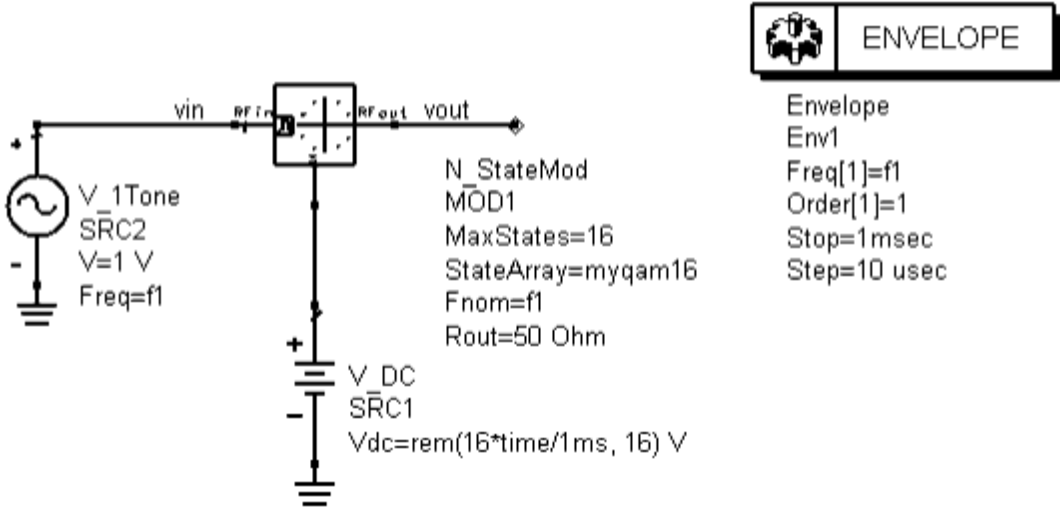 ENVELOPE
Envelope
Env1
Freq[1]=f1
Order[1]=1
Stop=1msec
Step=10 usec
vin
RFin
RFout
vout
V_1Tone
SRC2
V=1 V
Freq=f1
N_StateMod
MOD1
MaxStates=16
StateArray=myqam16
Fnom=f1
Rout=50 Ohm
V_DC
SRC1
Vdc=rem(16*time/1ms, 16) V